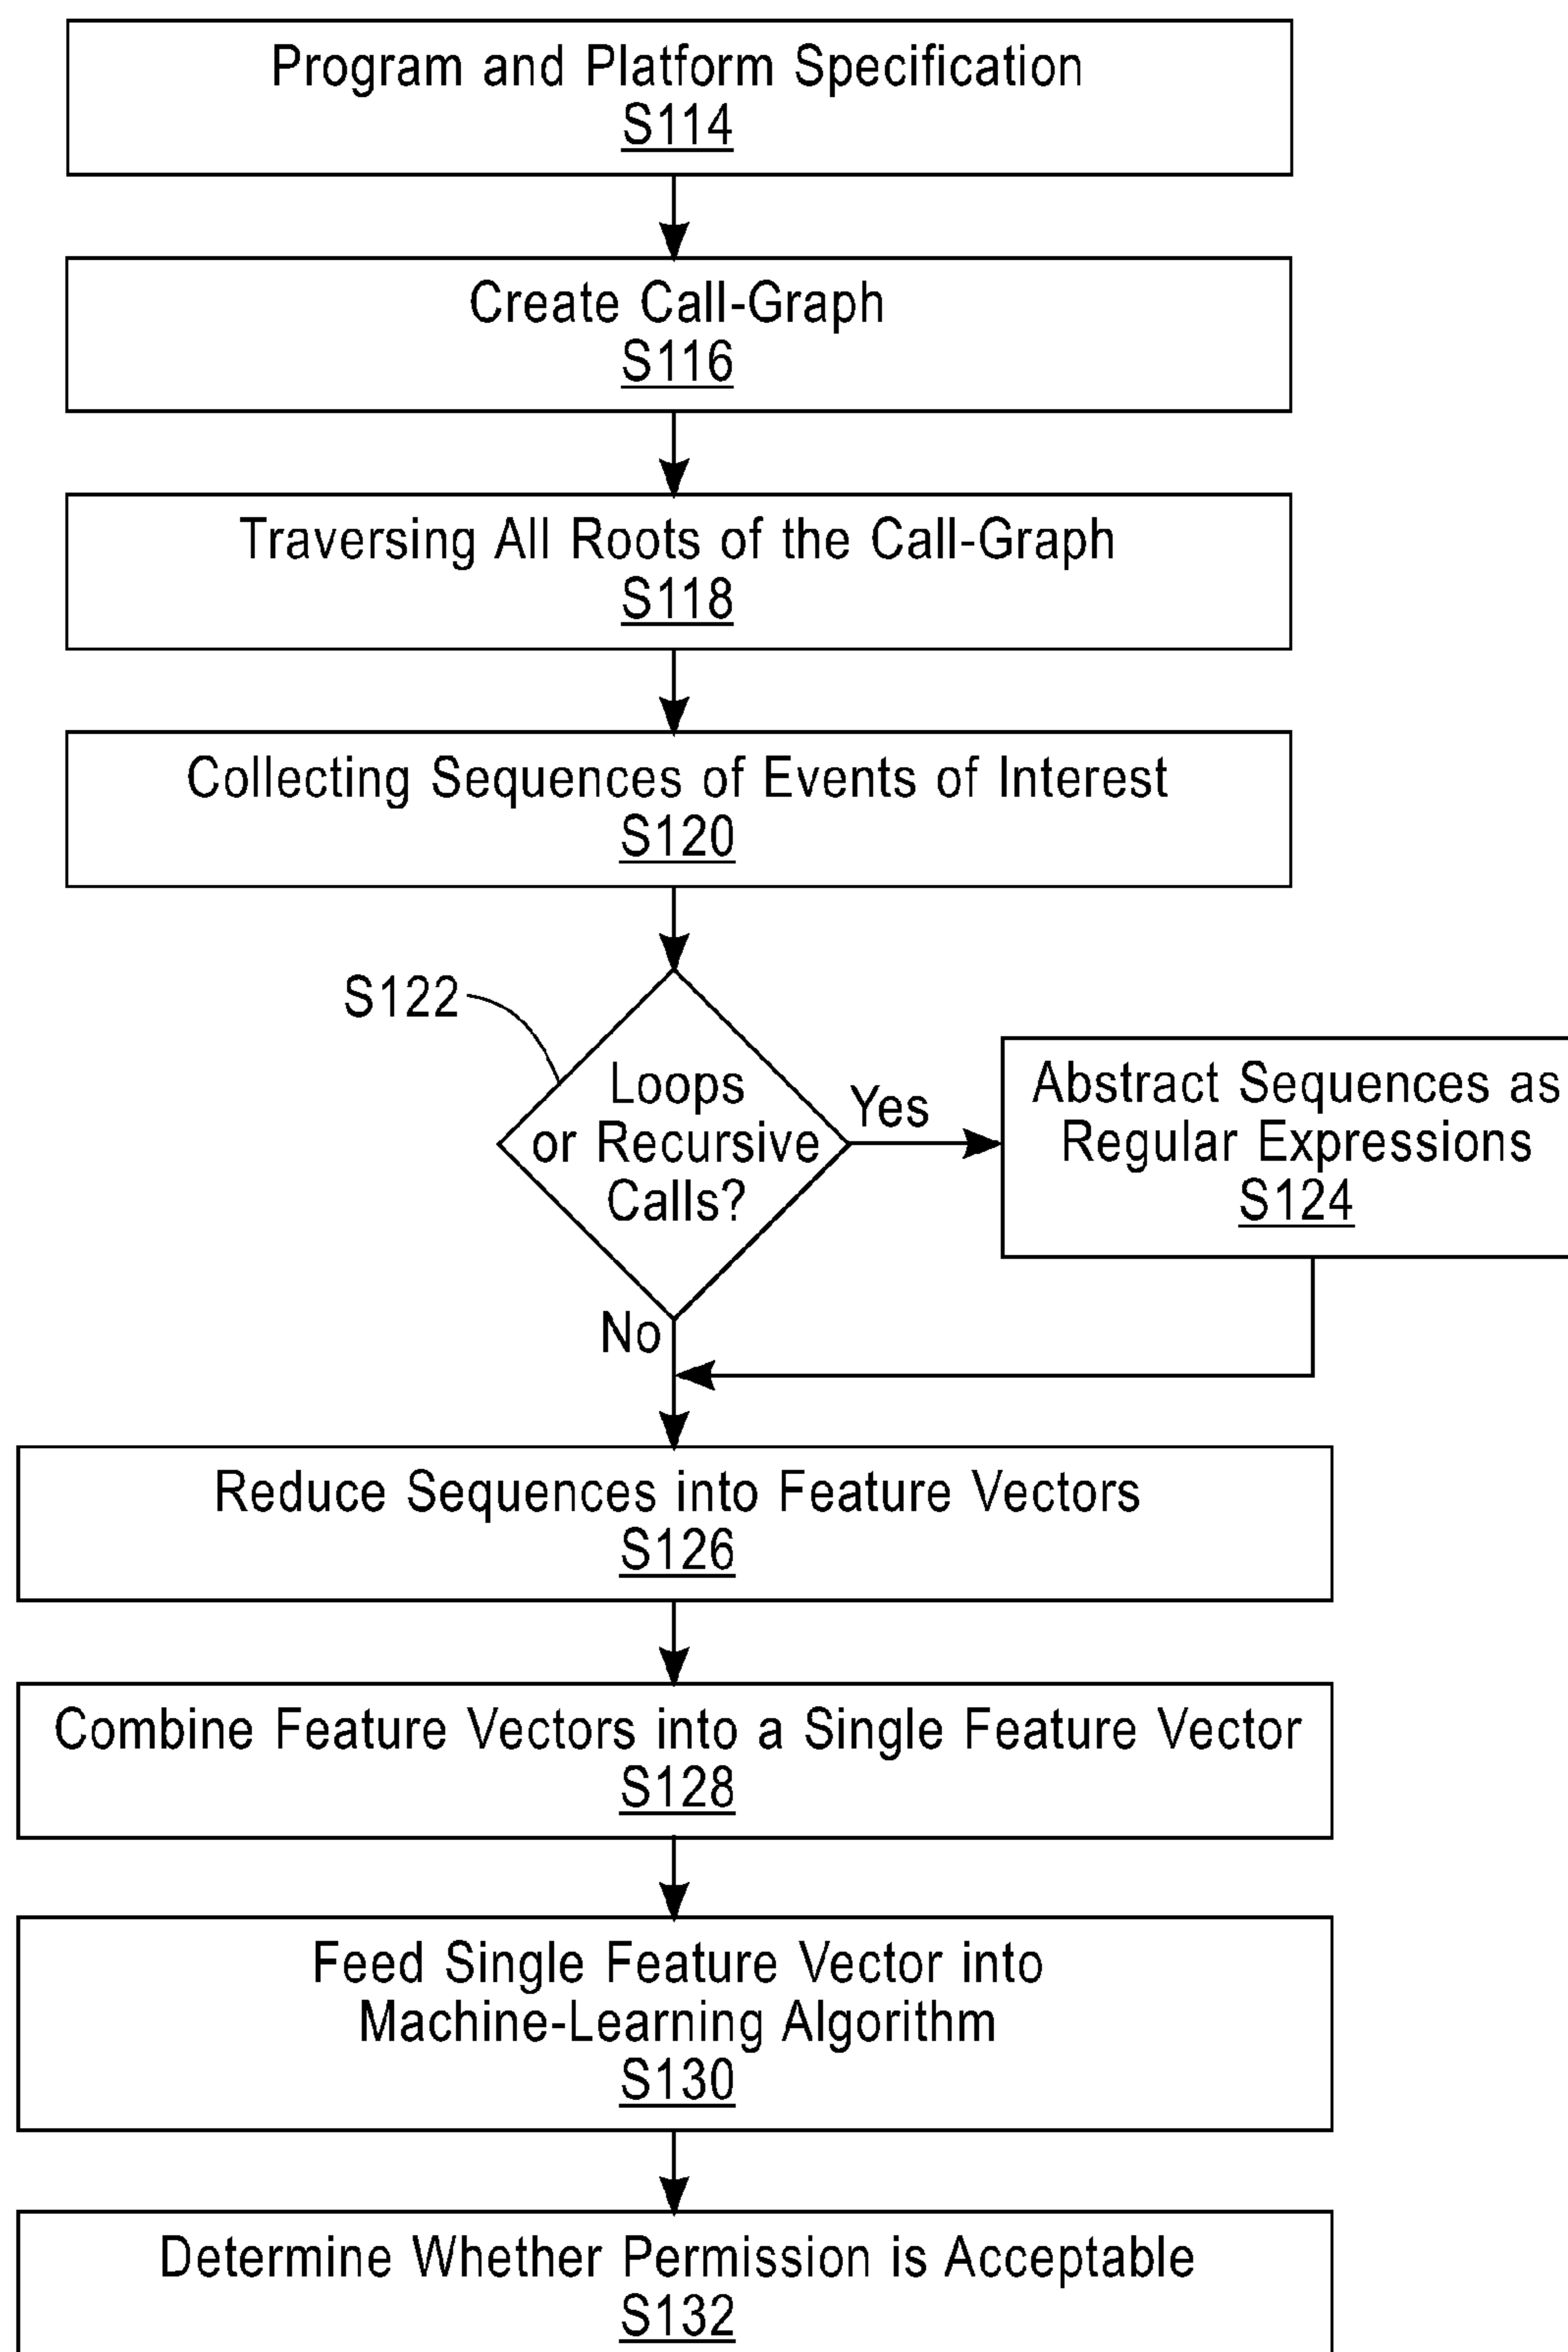 Program and Platform Specification
S114
Create Call-Graph
S116
Traversing All Roots of the Call-Graph
S118
Collecting Sequences of Events of Interest
S120
S122
Loops
or Recursive
Calls?
Yes
Abstract Sequences as
Regular Expressions
S124
No
Reduce Sequences into Feature Vectors
S126
Combine Feature Vectors into a Single Feature Vector
S128
Feed Single Feature Vector into
Machine-Learning Algorithm
S130
Determine Whether Permission is Acceptable
S132